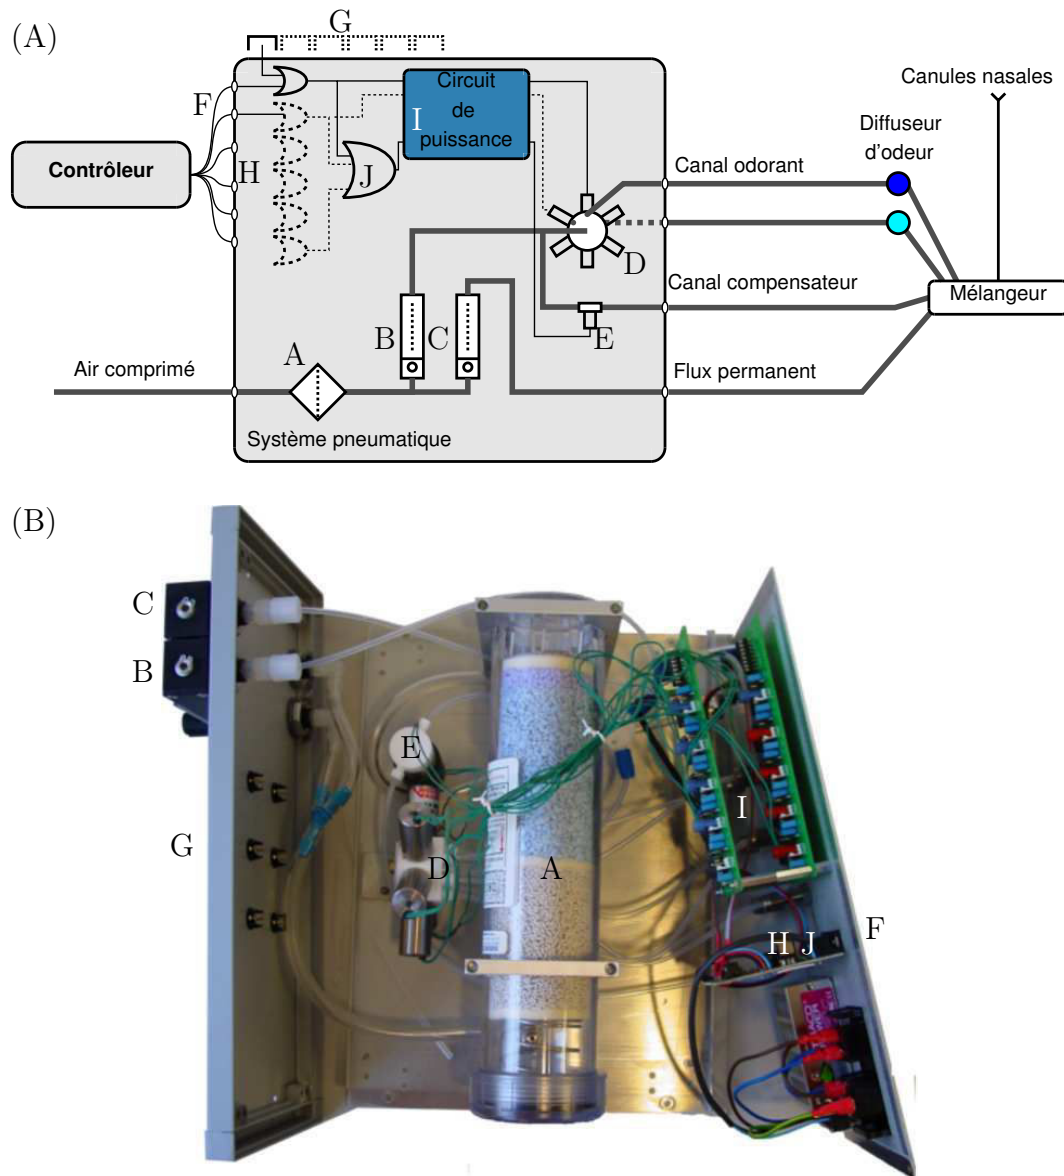 (A)
G
Circuit
de
puissance
Canules nasales
F
I
Diffuseur
d'odeur
Contrôleur
H
J
Canal odorant
D
Canal compensateur
Mélangeur
B
C
E
A
Air comprimé
Flux permanent
Système pneumatique
(B)
C
B
E
I
G
D
A
F
H
J